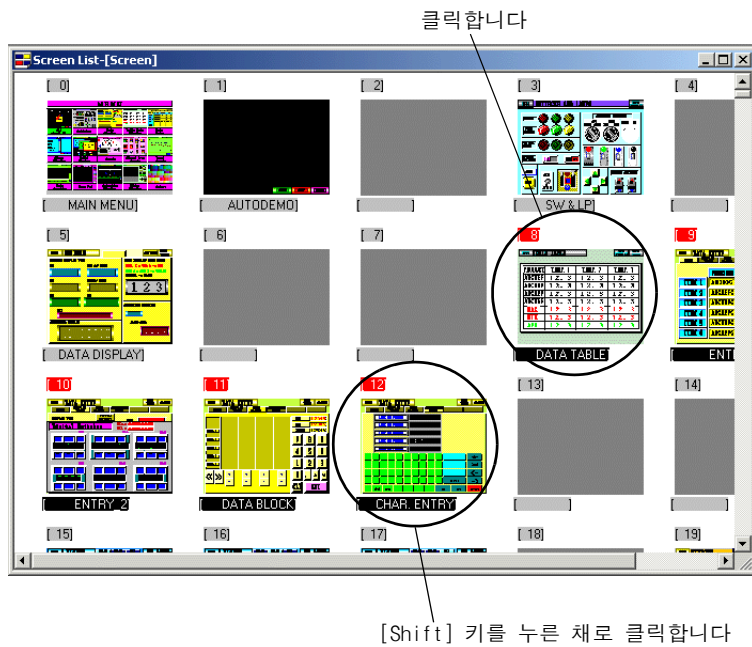 클릭합니다
Screen List-[Screen]
[ 0] [ 1] [ 2] [ 3] [ 4]
[ MAIN MENU] [ AUTODEMO] [ ] [ SW & LP] [ ]
[ 5] [ 6] [ 7] [ 8] [ 9]
[ DATA DISPLAY] [ ] [ ] [ DATA TABLE] [ ENT
[ 10] [ 11] [ 12] [ 13] [ 14]
[ ENTRY_2] [ DATA BLOCK] [ CHAR. ENTRY] [ ] [
[ 15] [ 16] [ 17] [ 18] [ 19]
[Shift] 키를 누른 채로 클릭합니다